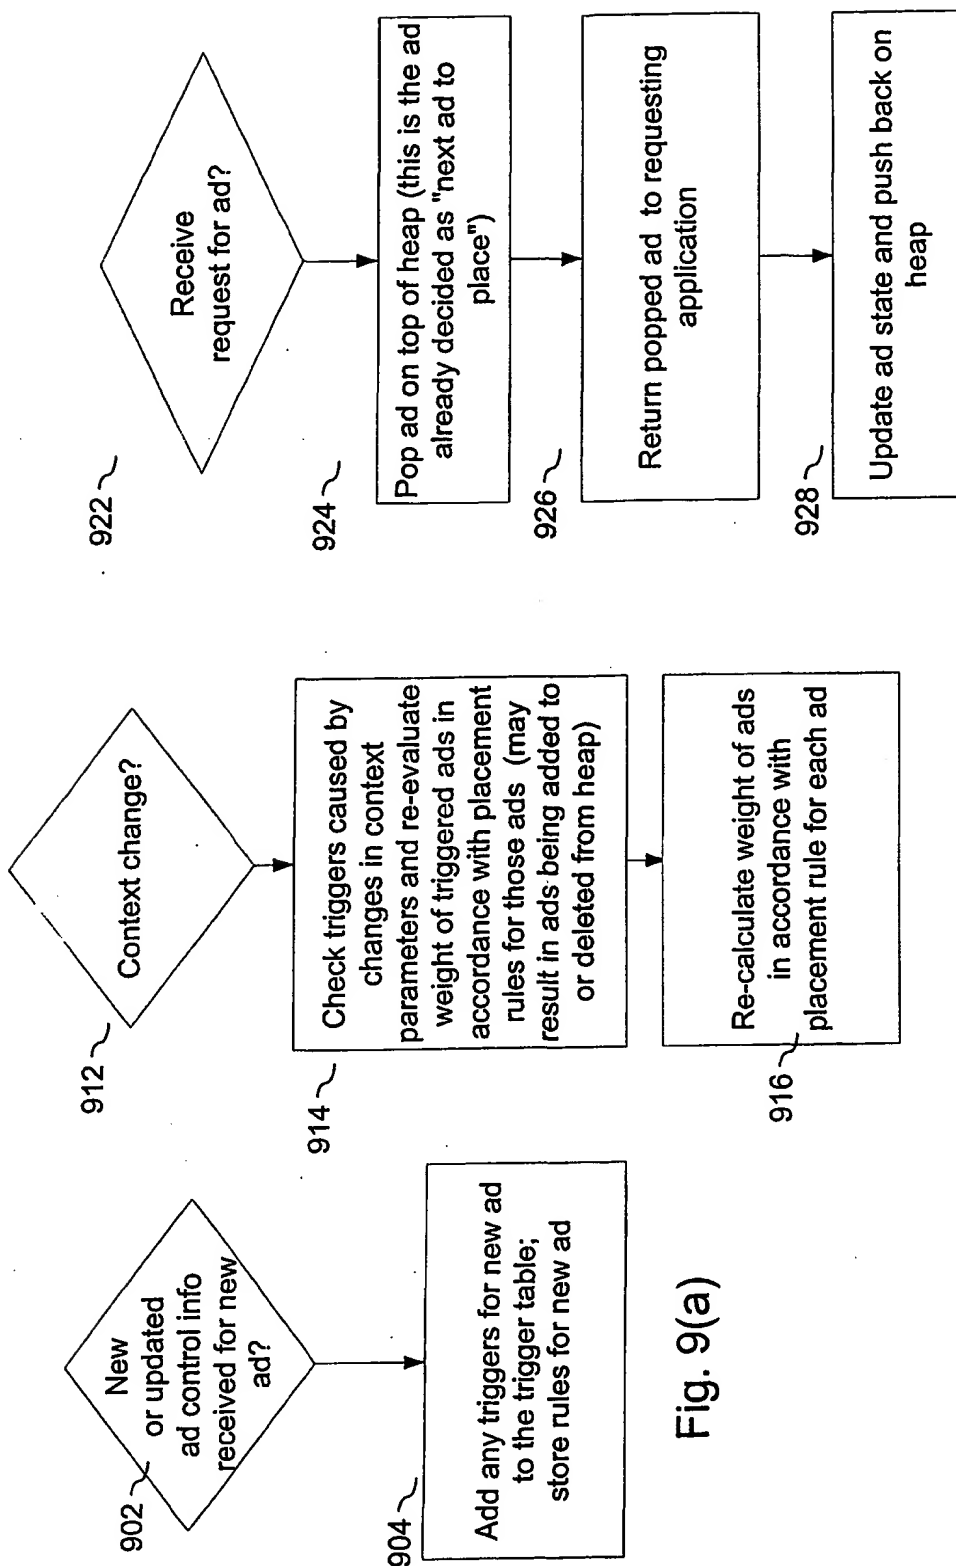 902
New
or updated
ad control info
received for new
ad?
904
Add any triggers for new ad
to the trigger table;
store rules for new ad
912
Context change?
914
Check triggers caused by
changes in context
parameters and re-evaluate
weight of triggered ads in
accordance with placement
rules for those ads (may
result in ads being added to
or deleted from heap)
916
Re-calculate weight of ads
in accordance with
placement rule for each ad
922
Receive
request for ad?
924
Pop ad on top of heap (this is the ad
already decided as "next ad to
place")
926
Return popped ad to requesting
application
928
Update ad state and push back on
heap
Fig. 9(a)